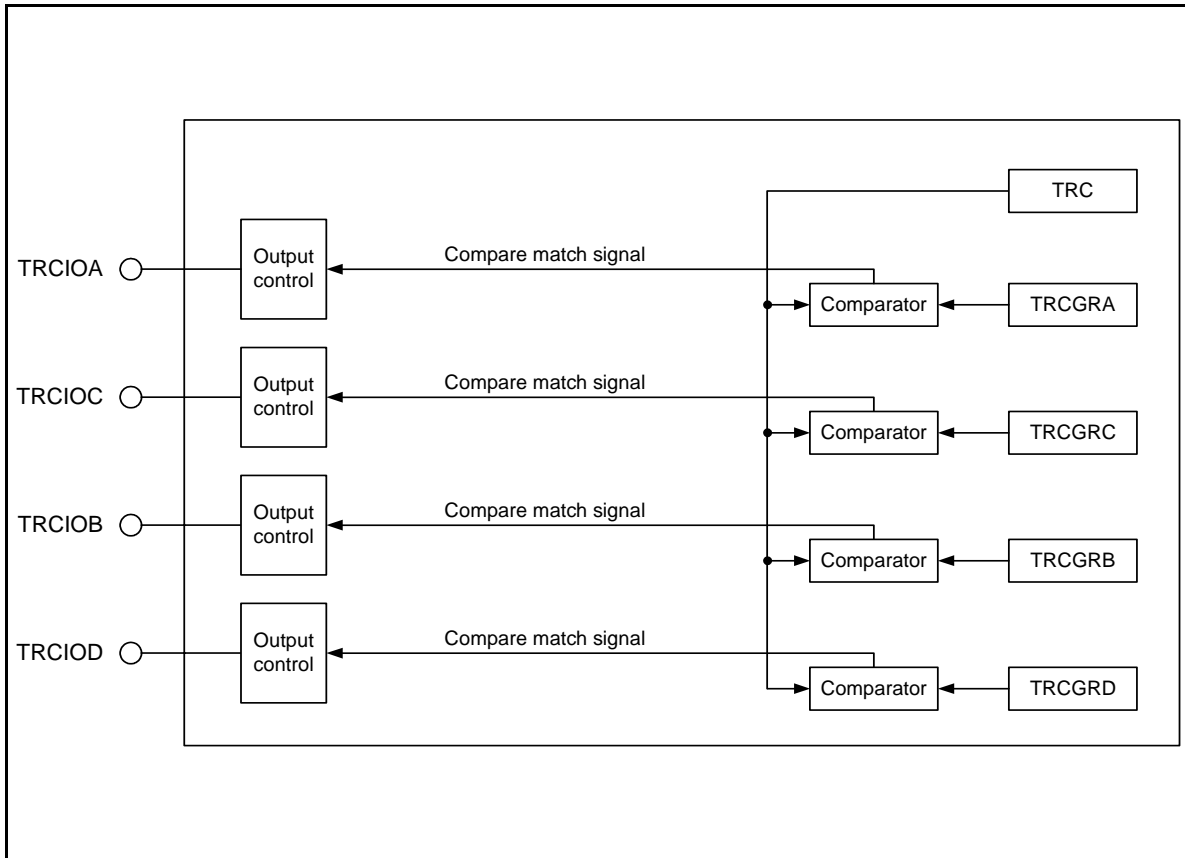 TRC
TRCIOA
Output
control
Compare match signal
Comparator
TRCGRA
TRCIOC
Output
control
Compare match signal
Comparator
TRCGRC
TRCIOB
Output
control
Compare match signal
Comparator
TRCGRB
TRCIOD
Output
control
Compare match signal
Comparator
TRCGRD